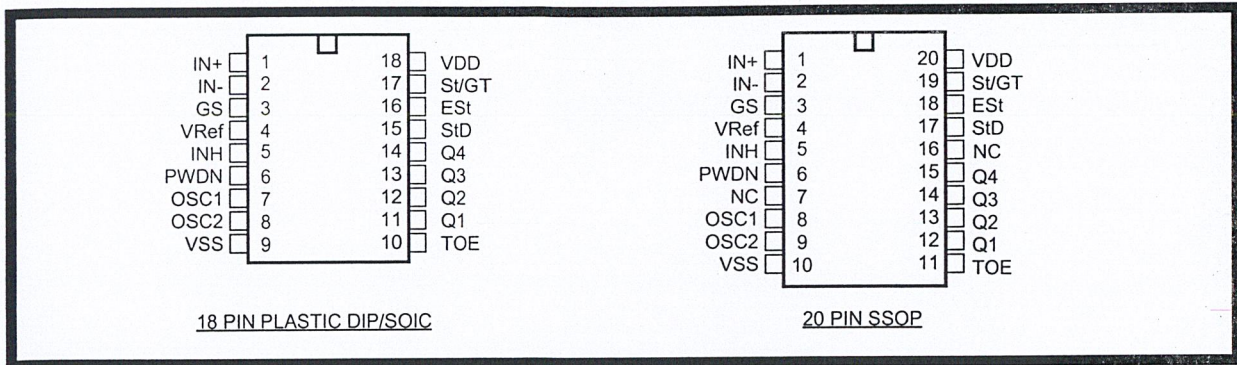 IN+ 1 18 VDD
IN- 2 17 St/GT
GS 3 16 ESt
VRef 4 15 StD
INH 5 14 Q4
PWDN 6 13 Q3
OSC1 7 12 Q2
OSC2 8 11 Q1
VSS 9 10 TOE
18 PIN PLASTIC DIP/SOIC
IN+ 1 20 VDD
IN- 2 19 St/GT
GS 3 18 ESt
VRef 4 17 StD
INH 5 16 NC
PWDN 6 15 Q4
NC 7 14 Q3
OSC1 8 13 Q2
OSC2 9 12 Q1
VSS 10 11 TOE
20 PIN SSOP